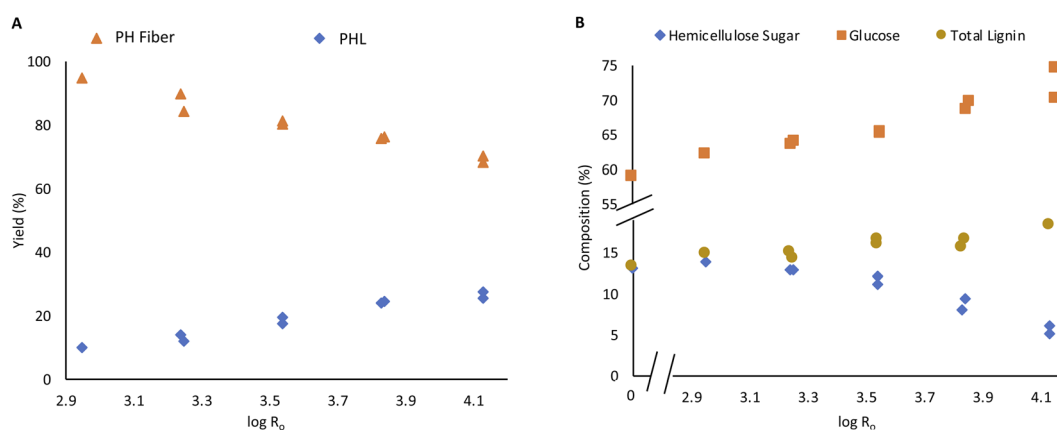 A
PH Fiber
PHL
100
80
60
40
20
0
Yield (%)
2.9 3.1 3.3 3.5 3.7 3.9 4.1
log Rₒ
B
Hemicellulose Sugar Glucose Total Lignin
75
70
65
60
55
15
10
5
0
Composition (%)
0 2.9 3.1 3.3 3.5 3.7 3.9 4.1
log Rₒ